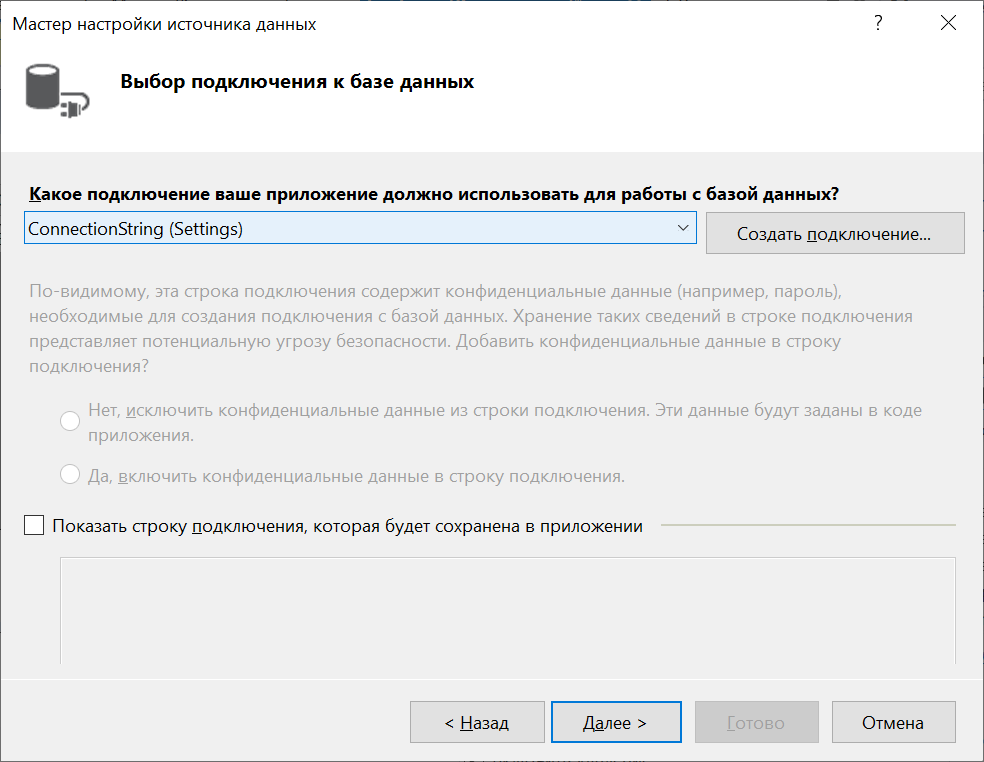 Мастер настройки источника данных
?
Выбор подключения к базе данных
Какое подключение ваше приложение должно использовать для работы с базой данных?
ConnectionString (Settings)
Создать подключение...
По-видимому, эта строка подключения содержит конфиденциальные данные (например, пароль),
необходимые для создания подключения с базой данных. Хранение таких сведений в строке подключения
представляет потенциальную угрозу безопасности. Добавить конфиденциальные данные в строку
подключения?
Нет, исключить конфиденциальные данные из строки подключения. Эти данные будут заданы в коде
приложения.
Да, включить конфиденциальные данные в строку подключения.
Показать строку подключения, которая будет сохранена в приложении
< Назад
Далее >
Готово
Отмена